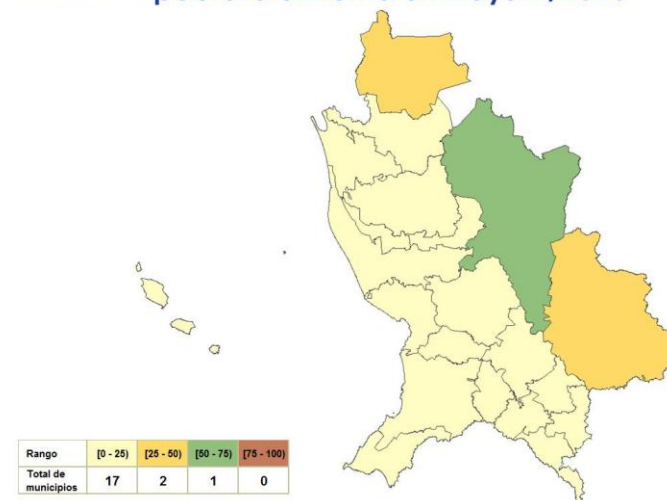 Rango [0 - 25) [25 - 50) [50 - 75) [75 - 100)
Total de municipios 17 2 1 0